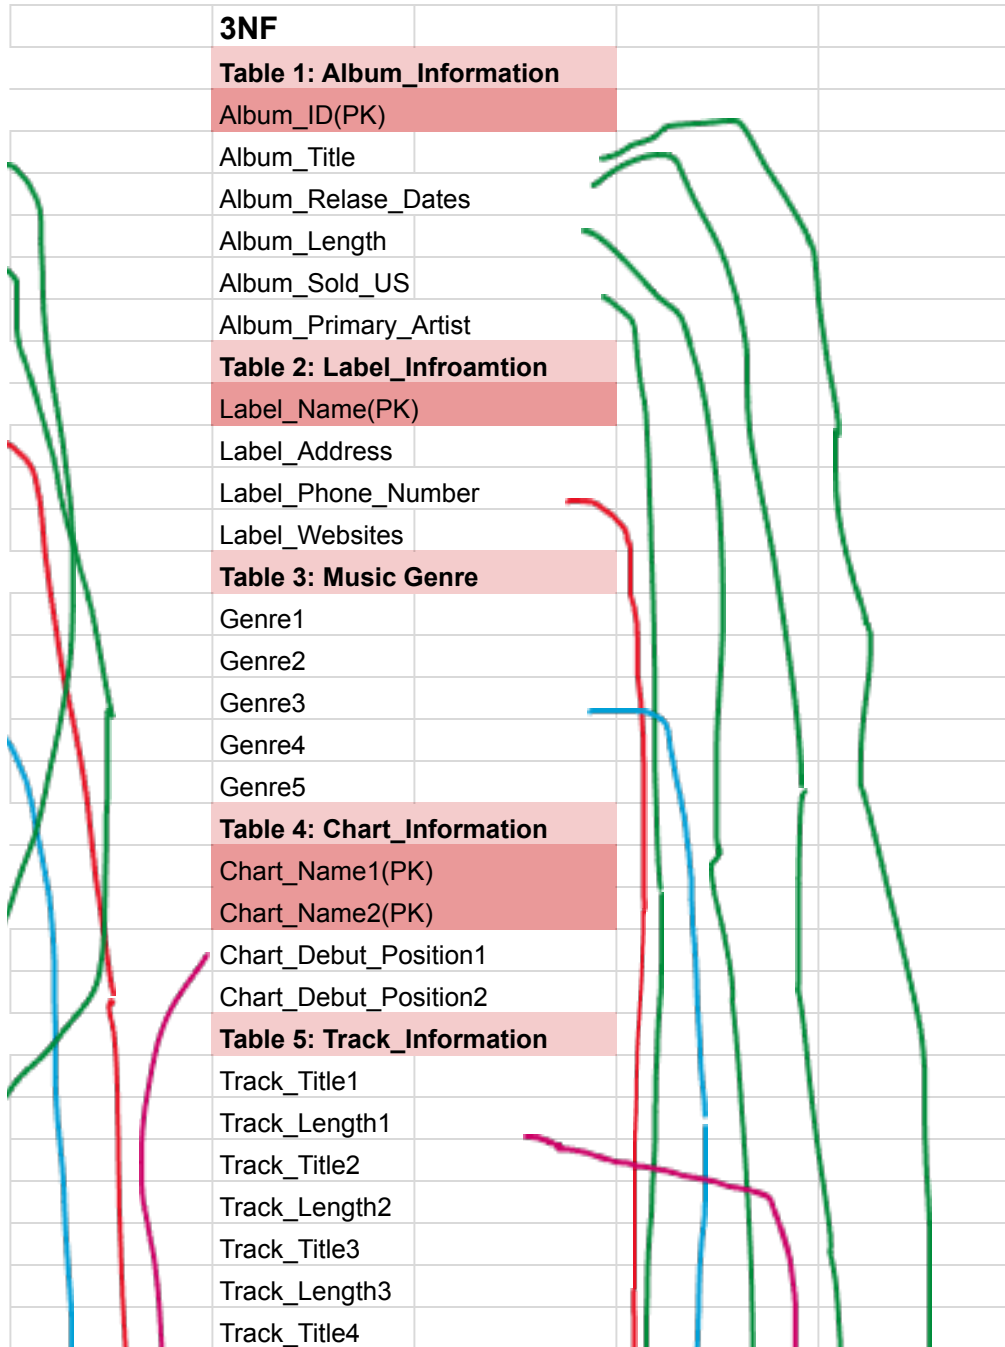 3NF
Table 1: Album_Information
Album_ID(PK)
Album_Title
Album_Relase_Dates
Album_Length
Album_Sold_US
Album_Primary_Artist
Table 2: Label_Infroamtion
Label_Name(PK)
Label_Address
Label_Phone_Number
Label_Websites
Table 3: Music Genre
Genre1
Genre2
Genre3
Genre4
Genre5
Table 4: Chart_Information
Chart_Name1(PK)
Chart_Name2(PK)
Chart_Debut_Position1
Chart_Debut_Position2
Table 5: Track_Information
Track_Title1
Track_Length1
Track_Title2
Track_Length2
Track_Title3
Track_Length3
Track_Title4